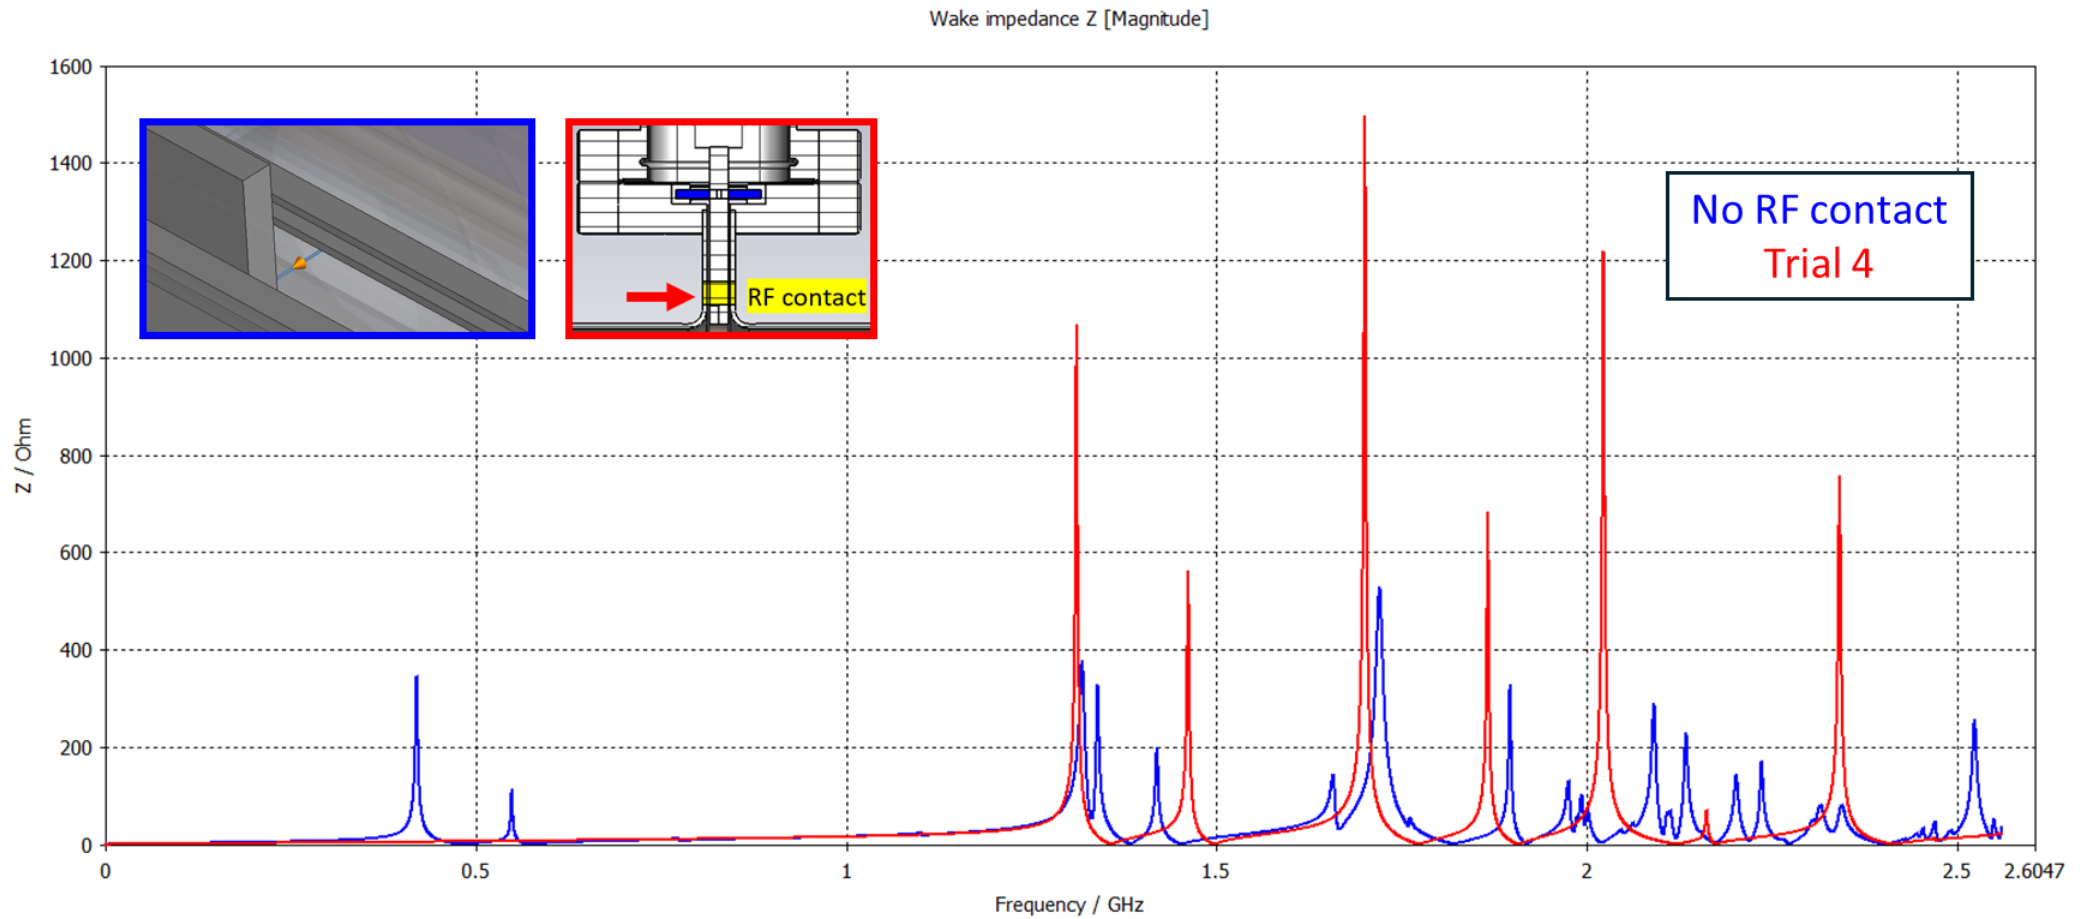 Wake impedance Z [Magnitude]
1600
1400
1200
1000
800
600
400
200
0
Z / Ohm
RF contact
No RF contact
Trial 4
0
0.5
1
1.5
2
2.5
2.6047
Frequency / GHz